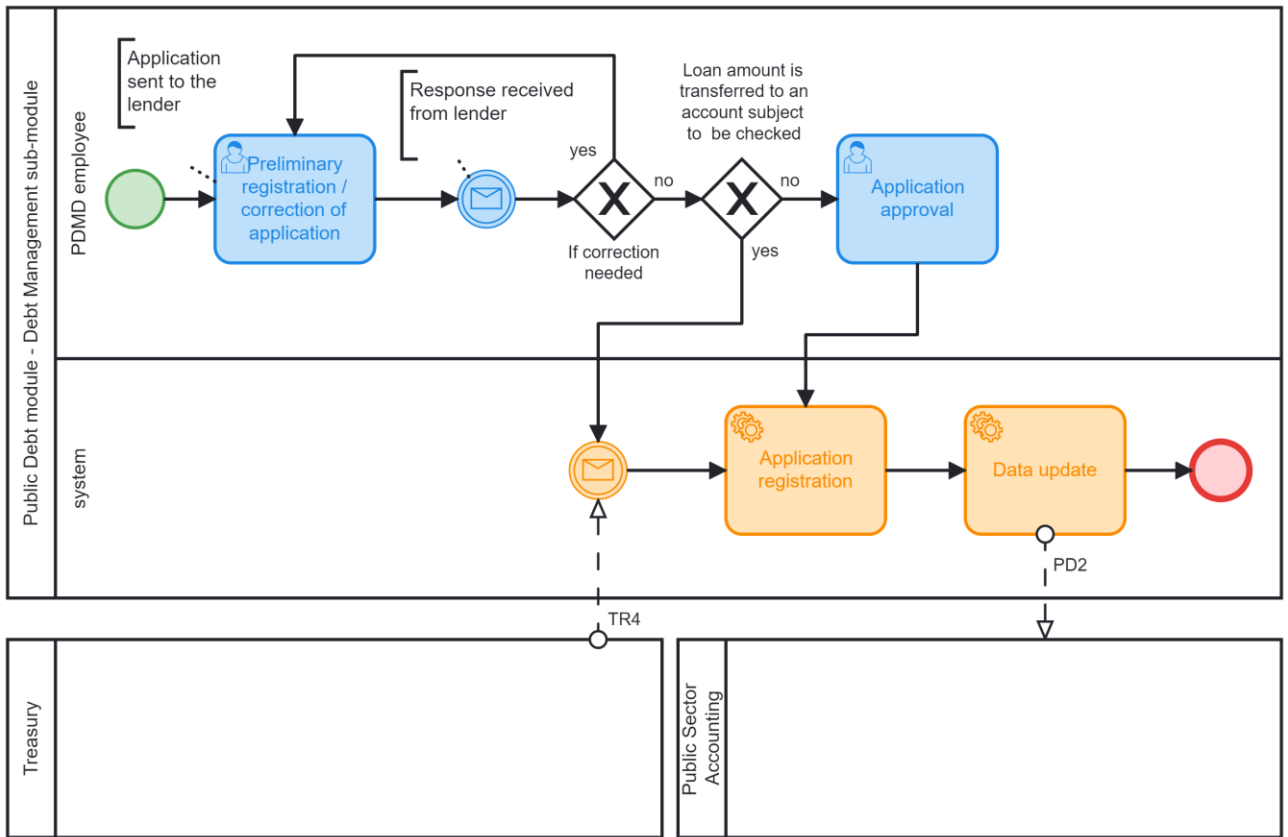 Public Debt module - Debt Management sub-module
PDMD employee
Application
sent to the
lender
Preliminary
registration /
correction of
application
Response received
from lender
yes
no
If correction
needed
Loan amount is
transferred to an
account subject
to  be checked
no
yes
Application
approval
system
Application
registration
Data update
PD2
TR4
Treasury
Public Sector
Accounting